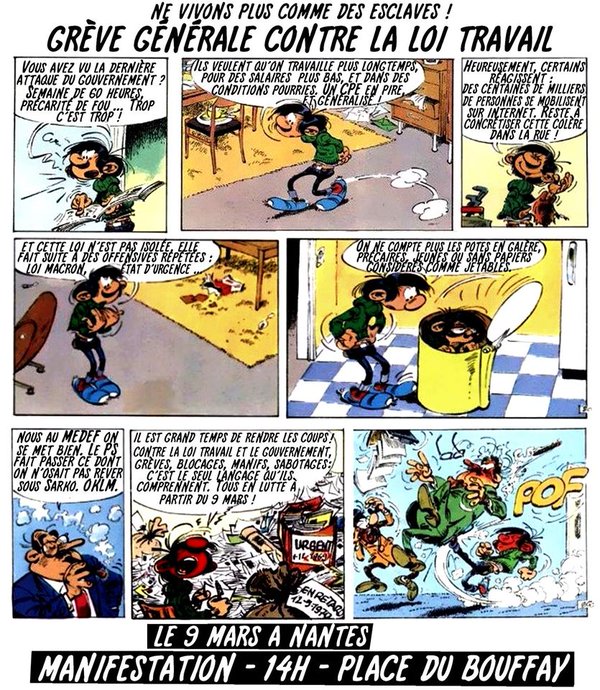 NE VIVONS PLUS COMME DES ESCLAVES !
GRÈVE GÉNÉRALE CONTRE LA LOI TRAVAIL
VOUS AVEZ VU LA DERNIÈRE
ATTAQUE DU GOUVERNEMENT ?
SEMAINE DE 60 HEURES,
PRÉCARITÉ DE FOU ... TROP
C'EST TROP !
ILS VEULENT QU'ON TRAVAILLE PLUS LONGTEMPS,
POUR DES SALAIRES PLUS BAS, ET DANS DES
CONDITIONS POURRIES. UN CPE EN PIRE,
GÉNÉRALISÉ !
HEUREUSEMENT, CERTAINS
RÉAGISSENT :
DES CENTAINES DE MILLIERS
DE PERSONNES SE MOBILISENT
SUR INTERNET. RESTE À
CONCRÉTISER CETTE COLÈRE
DANS LA RUE !
ET CETTE LOI N'EST PAS ISOLÉE, ELLE
FAIT SUITE À DES OFFENSIVES RÉPÉTÉES :
LOI MACRON, ÉTAT D'URGENCE ...
ON NE COMPTE PLUS LES POTES EN GALÈRE,
PRÉCAIRES, JEUNES OU SANS PAPIERS
CONSIDÉRÉS COMME JETABLES.
NOUS AU MEDEF ON
SE MET BIEN. LE PS
FAIT PASSER CE DONT
ON N'OSAIT PAS REVER
SOUS SARKO. OKLM.
IL EST GRAND TEMPS DE RENDRE LES COUPS !
CONTRE LA LOI TRAVAIL ET LE GOUVERNEMENT,
GRÈVES, BLOCAGES, MANIFS, SABOTAGES:
C'EST LE SEUL LANGAGE QU'ILS
COMPRENNENT. TOUS EN LUTTE À
PARTIR DU 9 MARS !
URGENT
EN RETARD
POF
LE 9 MARS A NANTES
MANIFESTATION - 14H - PLACE DU BOUFFAY